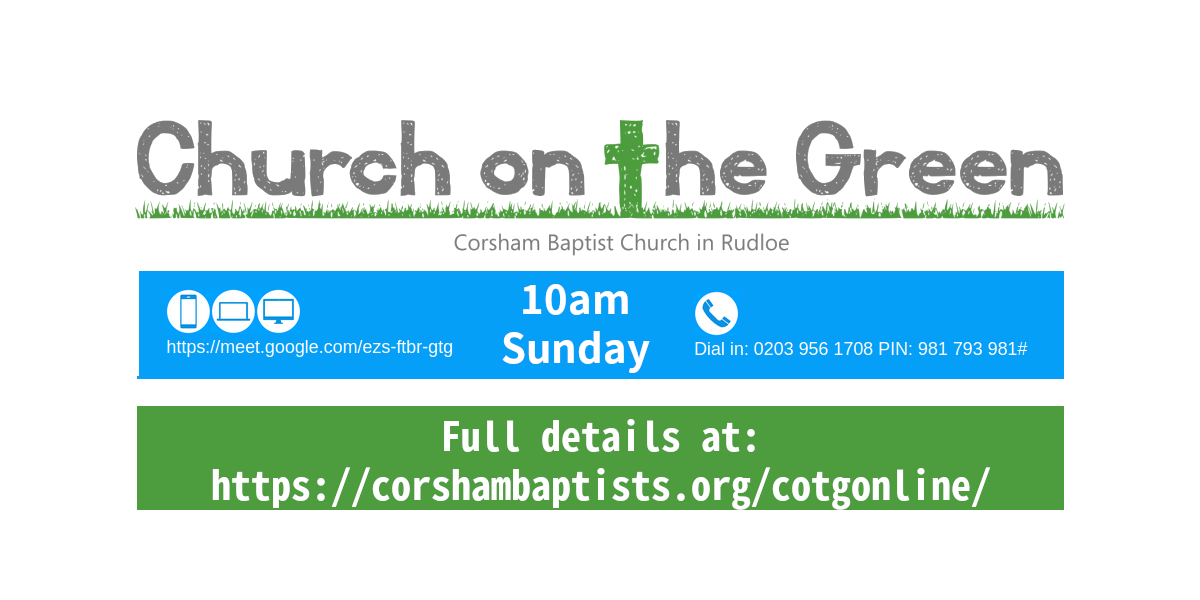 Church on the Green
Corsham Baptist Church in Rudloe
https://meet.google.com/ezs-ftbr-gtg
10am
Sunday
Dial in: 0203 956 1708 PIN: 981 793 981#
Full details at:
https://corshambaptists.org/cotgonline/